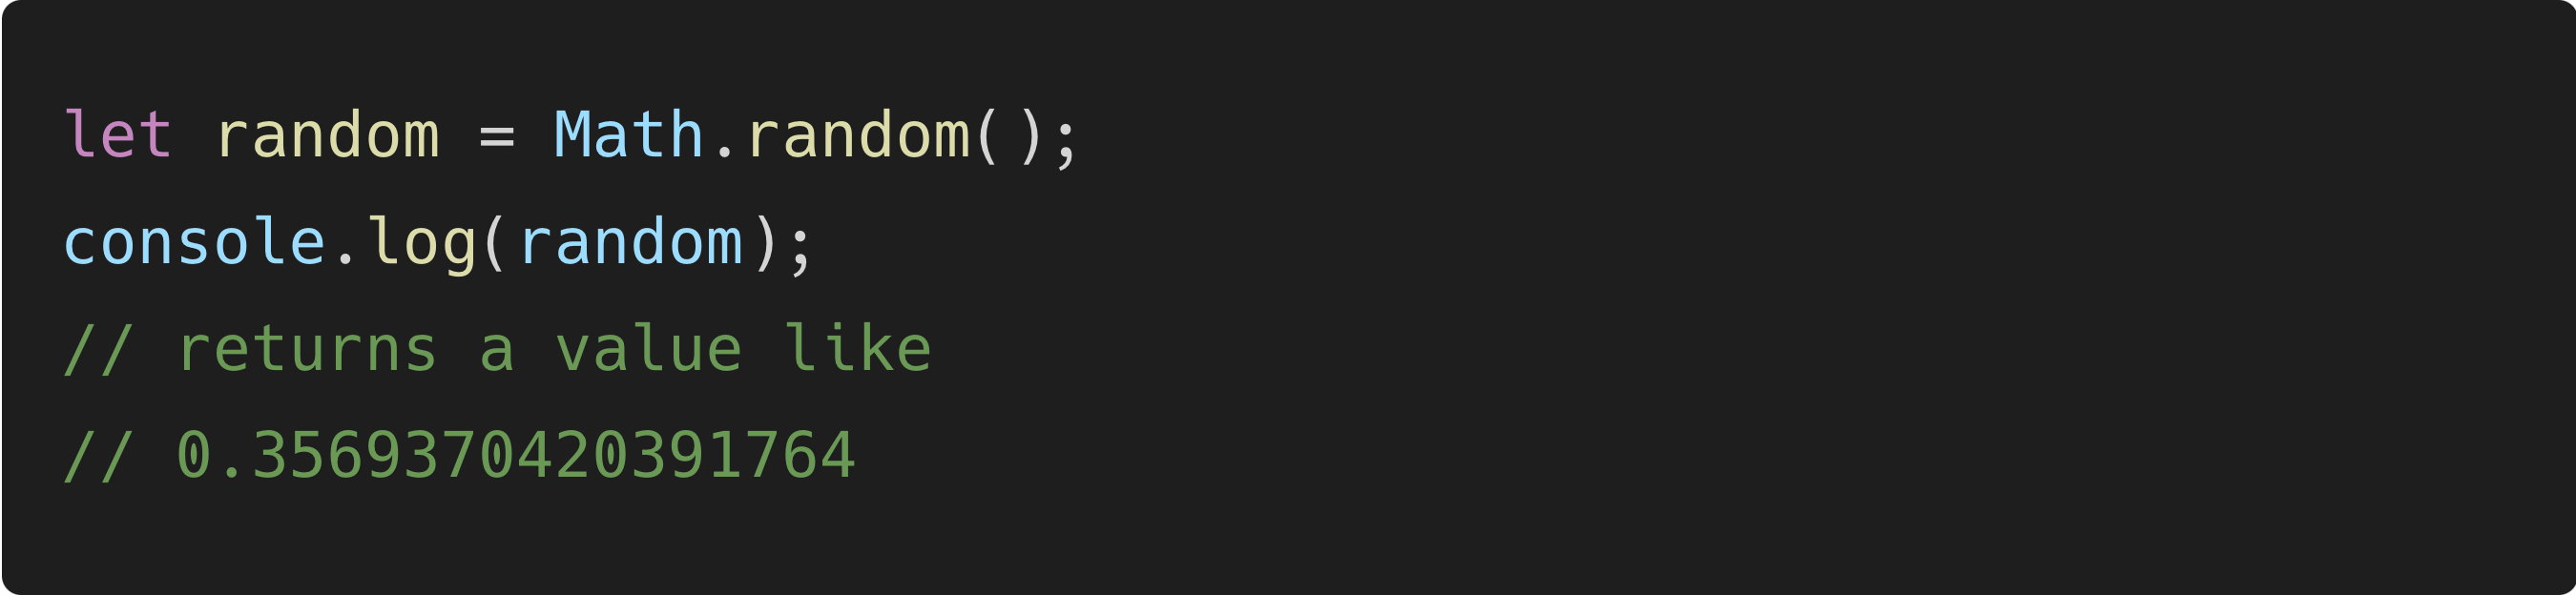 let random = Math.random();
console.log(random);
// returns a value like
// 0.3569370420391764